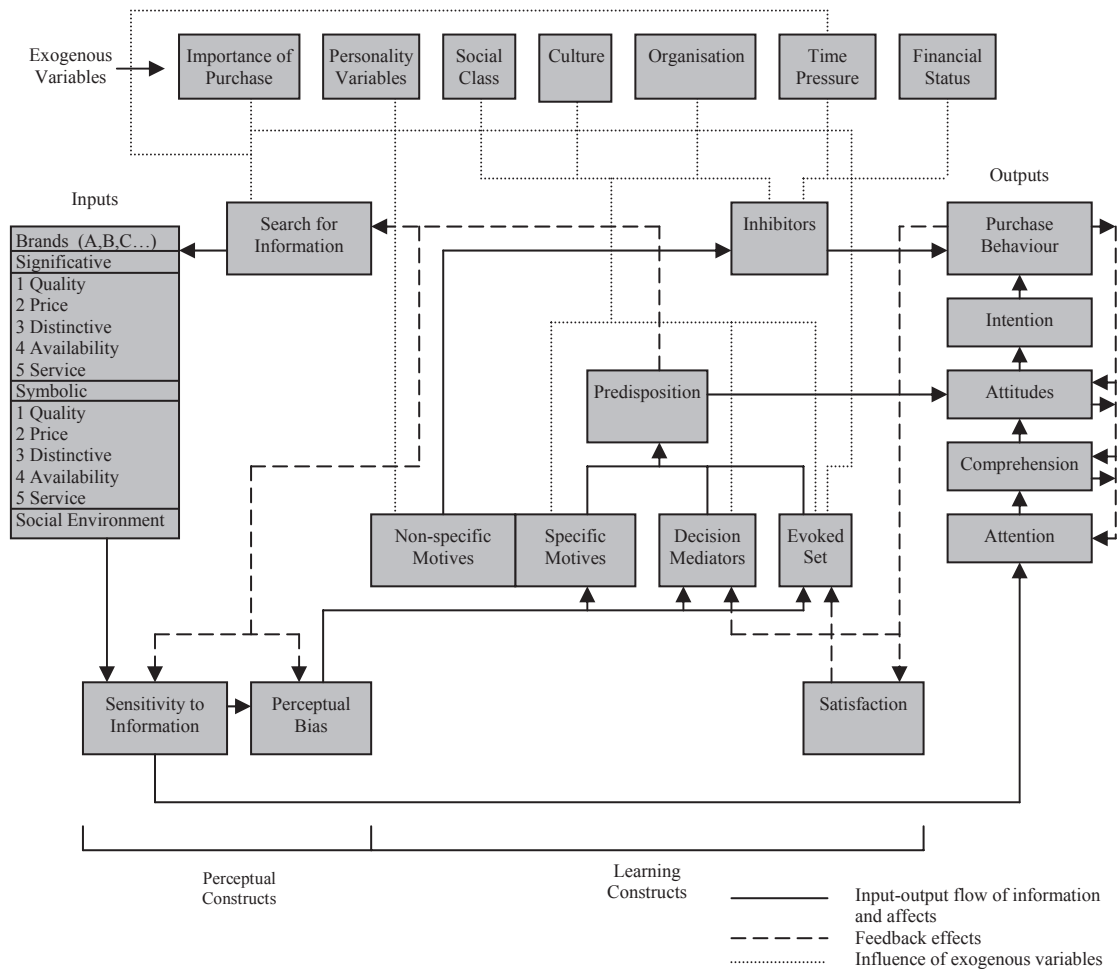 Exogenous
Variables
Importance of
Purchase
Personality
Variables
Social
Class
Culture
Organisation
Time
Pressure
Financial
Status
Inputs
Outputs
Brands (A,B,C…)
Significative
1 Quality
2 Price
3 Distinctive
4 Availability
5 Service
Symbolic
1 Quality
2 Price
3 Distinctive
4 Availability
5 Service
Social Environment
Search for
Information
Inhibitors
Purchase
Behaviour
Intention
Predisposition
Attitudes
Comprehension
Non-specific
Motives
Specific
Motives
Decision
Mediators
Evoked
Set
Attention
Sensitivity to
Information
Perceptual
Bias
Satisfaction
Perceptual
Constructs
Learning
Constructs
Input-output flow of information
and affects
Feedback effects
Influence of exogenous variables